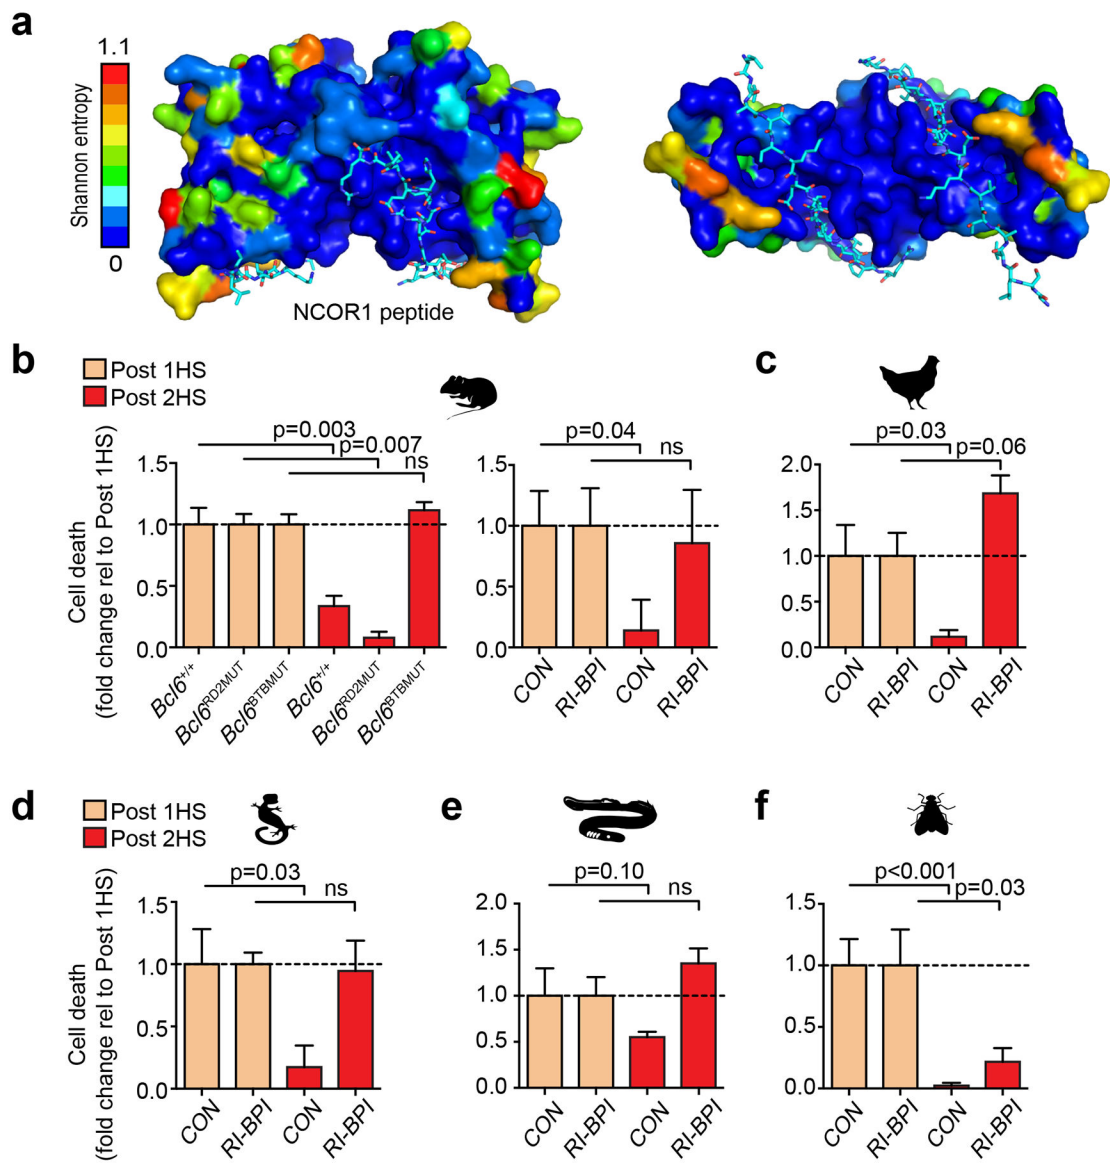 a
1.1
Shannon entropy
0
NCOR1 peptide
b
Post 1HS
Post 2HS
Cell death
(fold change rel to Post 1HS)
p=0.003
p=0.007
ns
1.5
1.0
0.5
0.0
Bcl6+/+
Bcl6RD2MUT
Bcl6BTBMUT
Bcl6+/+
Bcl6RD2MUT
Bcl6BTBMUT
p=0.04
ns
1.5
1.0
0.5
0.0
CON
RI-BPI
CON
RI-BPI
c
p=0.03
p=0.06
2.0
1.5
1.0
0.5
0.0
CON
RI-BPI
CON
RI-BPI
d
Post 1HS
Post 2HS
Cell death
(fold change rel to Post 1HS)
p=0.03
ns
1.5
1.0
0.5
0.0
CON
RI-BPI
CON
RI-BPI
e
p=0.10
ns
2.0
1.5
1.0
0.5
0.0
CON
RI-BPI
CON
RI-BPI
f
p<0.001
p=0.03
1.5
1.0
0.5
0.0
CON
RI-BPI
CON
RI-BPI